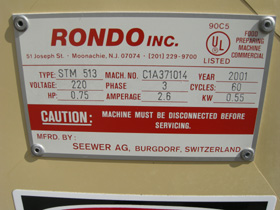 RONDO INC.
51 Joseph St. • Moonachie, N.J. 07074 • (201) 229-9700
90C5
UL
LISTED
FOOD
PREPARING
MACHINE
COMMERCIAL
TYPE: STM 513 MACH. NO. C1A371014 YEAR 2001
VOLTAGE: 220 PHASE 3 CYCLES: 60
HP: 0.75 AMPERAGE 2.6 KW 0.55
CAUTION: MACHINE MUST BE DISCONNECTED BEFORE
SERVICING.
MFRD. BY:
SEEWER AG, BURGDORF, SWITZERLAND